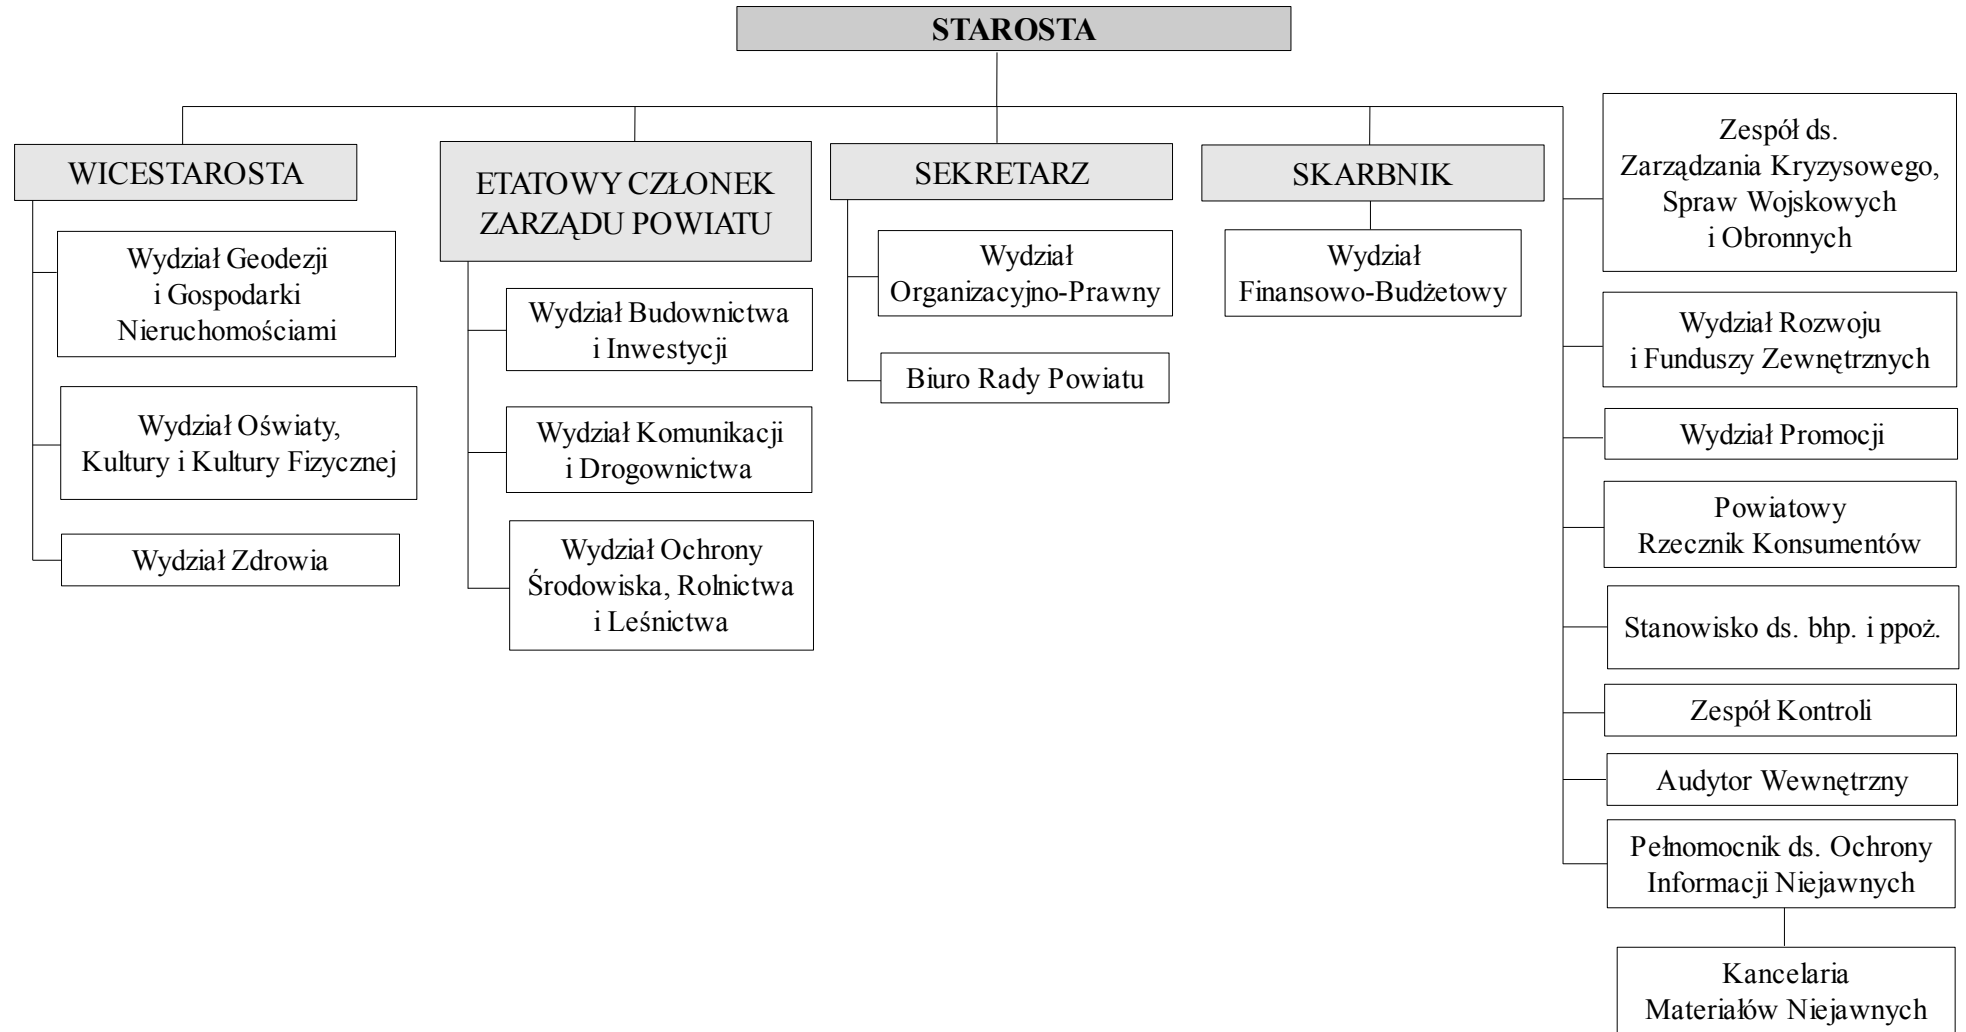 STAROSTA
WICESTAROSTA
Wydział Geodezji
i Gospodarki
Nieruchomościami
Wydział Oświaty,
Kultury i Kultury Fizycznej
Wydział Zdrowia
ETATOWY CZŁONEK
ZARZĄDU POWIATU
Wydział Budownictwa
i Inwestycji
Wydział Komunikacji
i Drogownictwa
Wydział Ochrony
Środowiska, Rolnictwa
i Leśnictwa
SEKRETARZ
Wydział
Organizacyjno-Prawny
Biuro Rady Powiatu
SKARBNIK
Wydział
Finansowo-Budżetowy
Zespół ds.
Zarządzania Kryzysowego,
Spraw Wojskowych
i Obronnych
Wydział Rozwoju
i Funduszy Zewnętrznych
Wydział Promocji
Powiatowy
Rzecznik Konsumentów
Stanowisko ds. bhp. i ppoż.
Zespół Kontroli
Audytor Wewnętrzny
Pełnomocnik ds. Ochrony
Informacji Niejawnych
Kancelaria
Materiałów Niejawnych